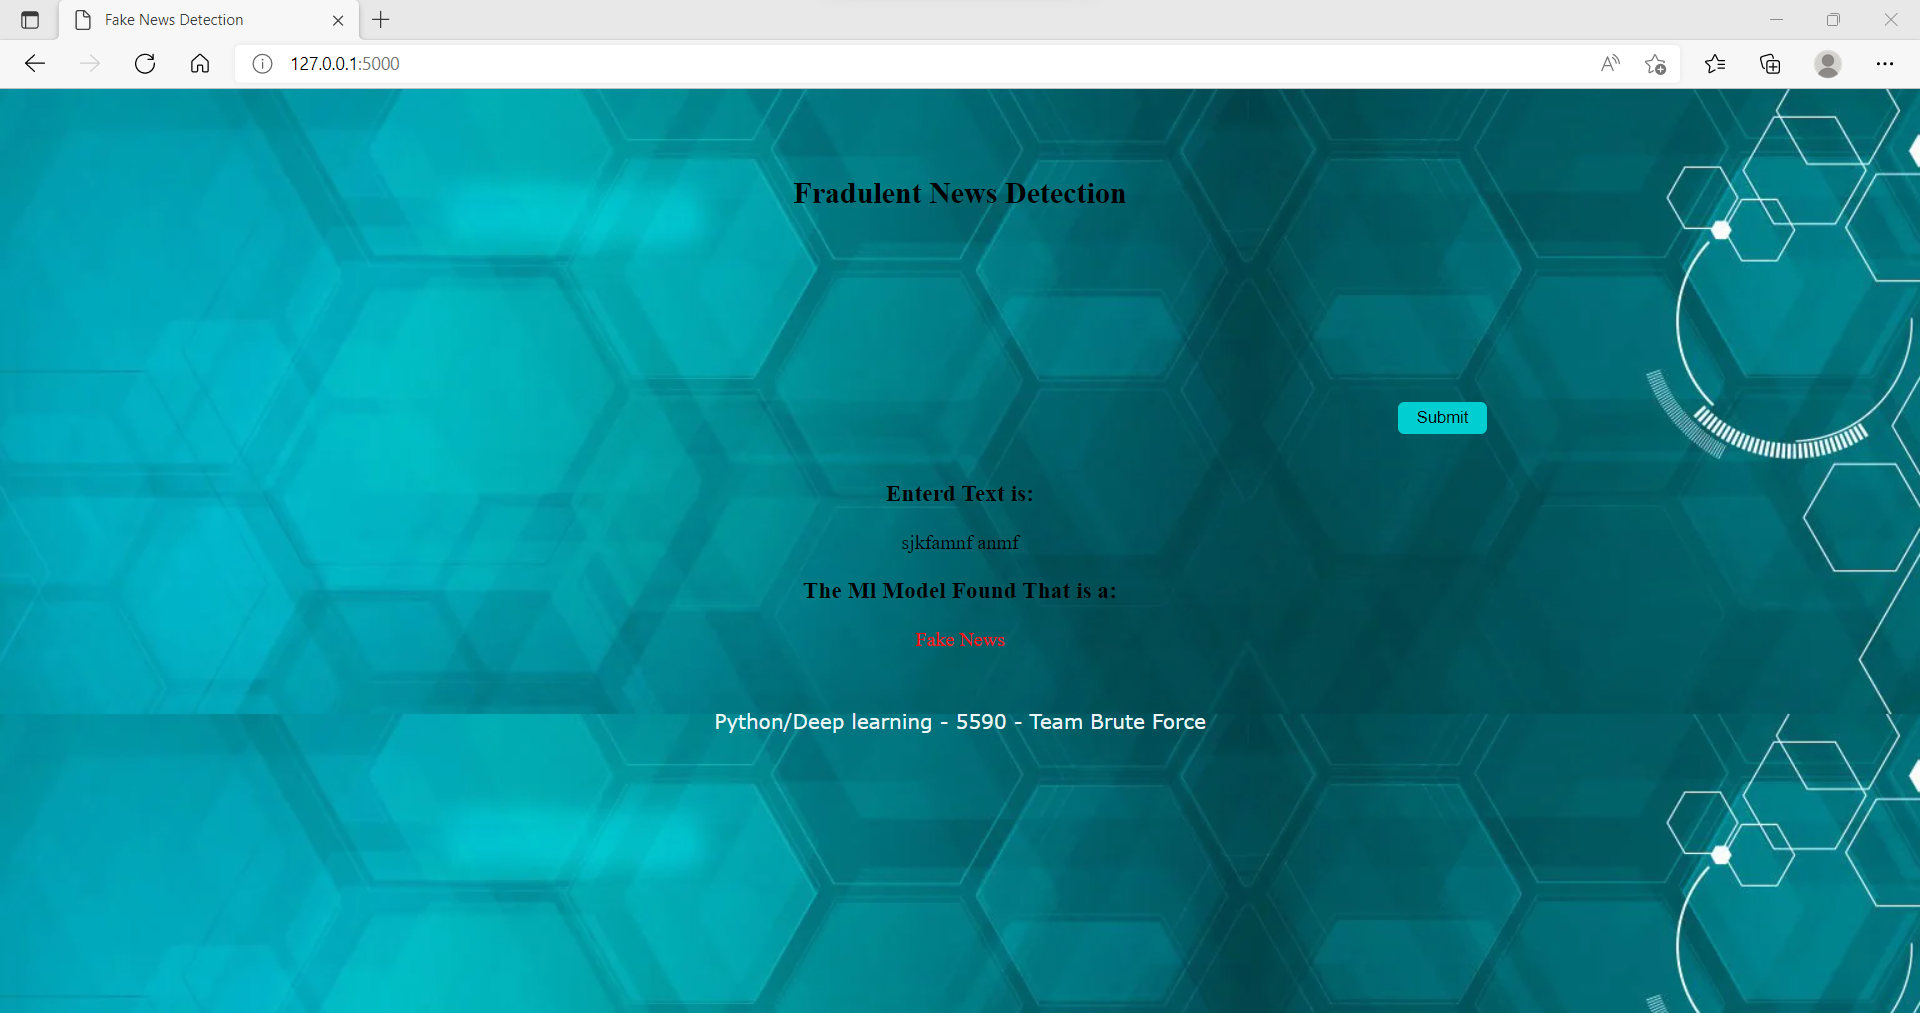 Fake News Detection
127.0.0.1:5000
Fradulent News Detection
Submit
Enterd Text is:
sjkfamnf anmf
The Ml Model Found That is a:
Fake News
Python/Deep learning - 5590 - Team Brute Force